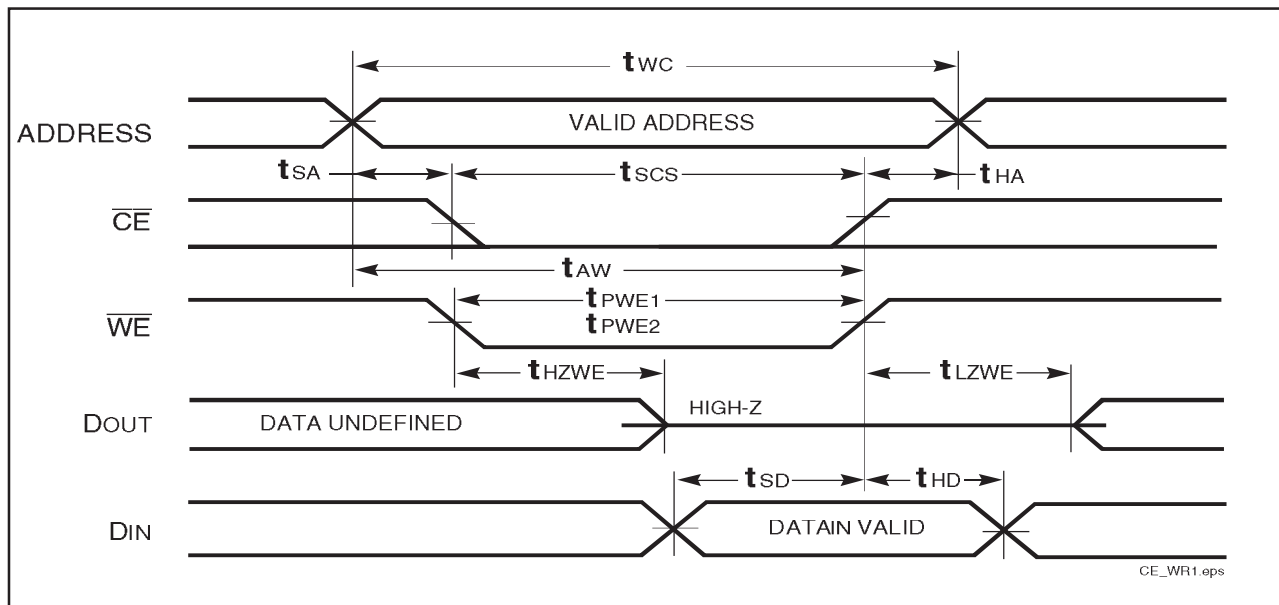 tWC
ADDRESS
VALID ADDRESS
tSA
tSCS
tHA
CE
tAW
WE
tPWE1
tPWE2
tHZWE
tLZWE
DOUT
DATA UNDEFINED
HIGH-Z
tSD
tHD
DIN
DATAIN VALID
CE_WR1.eps